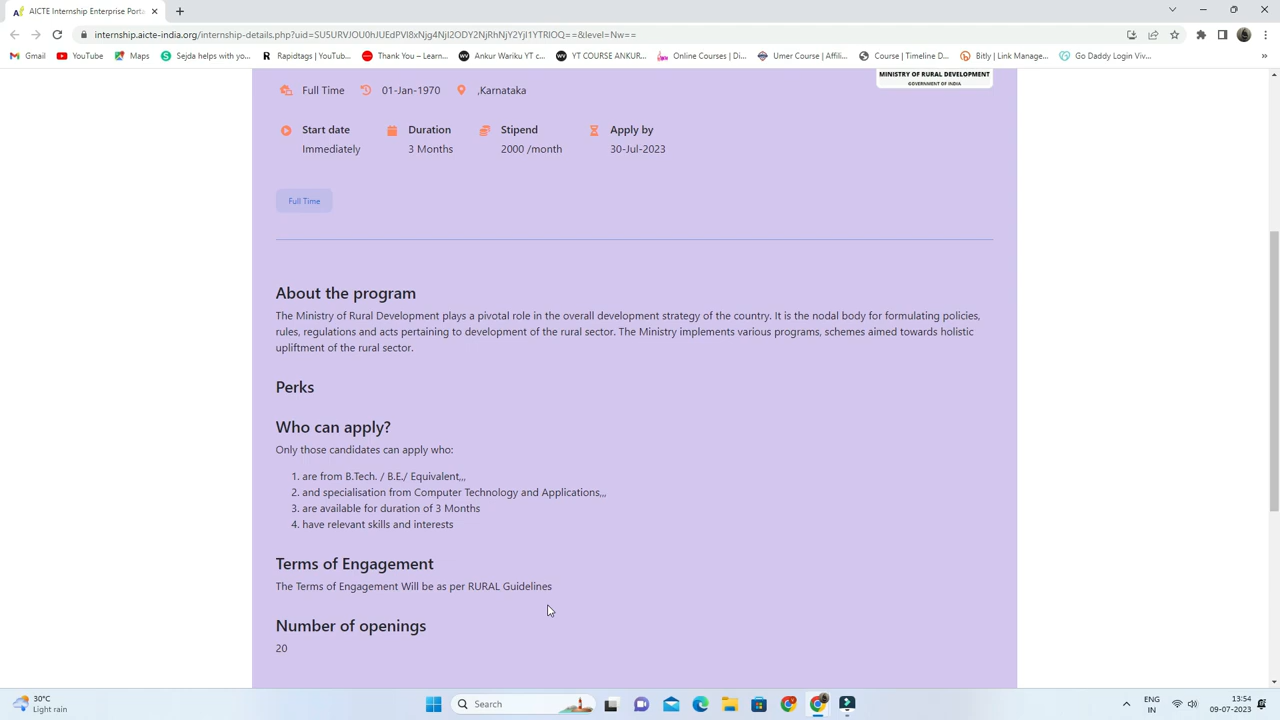 AICTE Internship Program Porta
internship.aicte-india.org/internship-details.php?uid=SU5URVJOU0hJUEdPVl8xNjg4NjI2ODY2NjRhNjY2YjI1YTRlOQ==&level=Nw==
Gmail
YouTube
Maps
Sejda helps with yo...
Rapidtags | YouTub...
Thank You – Learn...
Ankur Wariku YT c...
YT COURSE ANKUR...
Online Courses | Di...
Umer Course | Affili...
Course | Timeline D...
Bitly | Link Manage...
Go Daddy Login Viv...
»
MINISTRY OF RURAL DEVELOPMENT
GOVERNMENT OF INDIA
Full Time 01-Jan-1970 ,Karnataka
Start date Duration Stipend Apply by
Immediately 3 Months 2000 /month 30-Jul-2023
Full Time
About the program
The Ministry of Rural Development plays a pivotal role in the overall development strategy of the country. It is the nodal body for formulating policies,
rules, regulations and acts pertaining to development of the rural sector. The Ministry implements various programs, schemes aimed towards holistic
upliftment of the rural sector.
Perks
Who can apply?
Only those candidates can apply who:
1. are from B.Tech. / B.E./ Equivalent,,,
2. and specialisation from Computer Technology and Applications,,,
3. are available for duration of 3 Months
4. have relevant skills and interests
Terms of Engagement
The Terms of Engagement Will be as per RURAL Guidelines
Number of openings
20
30°C
Light rain
Search
ENG
IN
13:54
09-07-2023